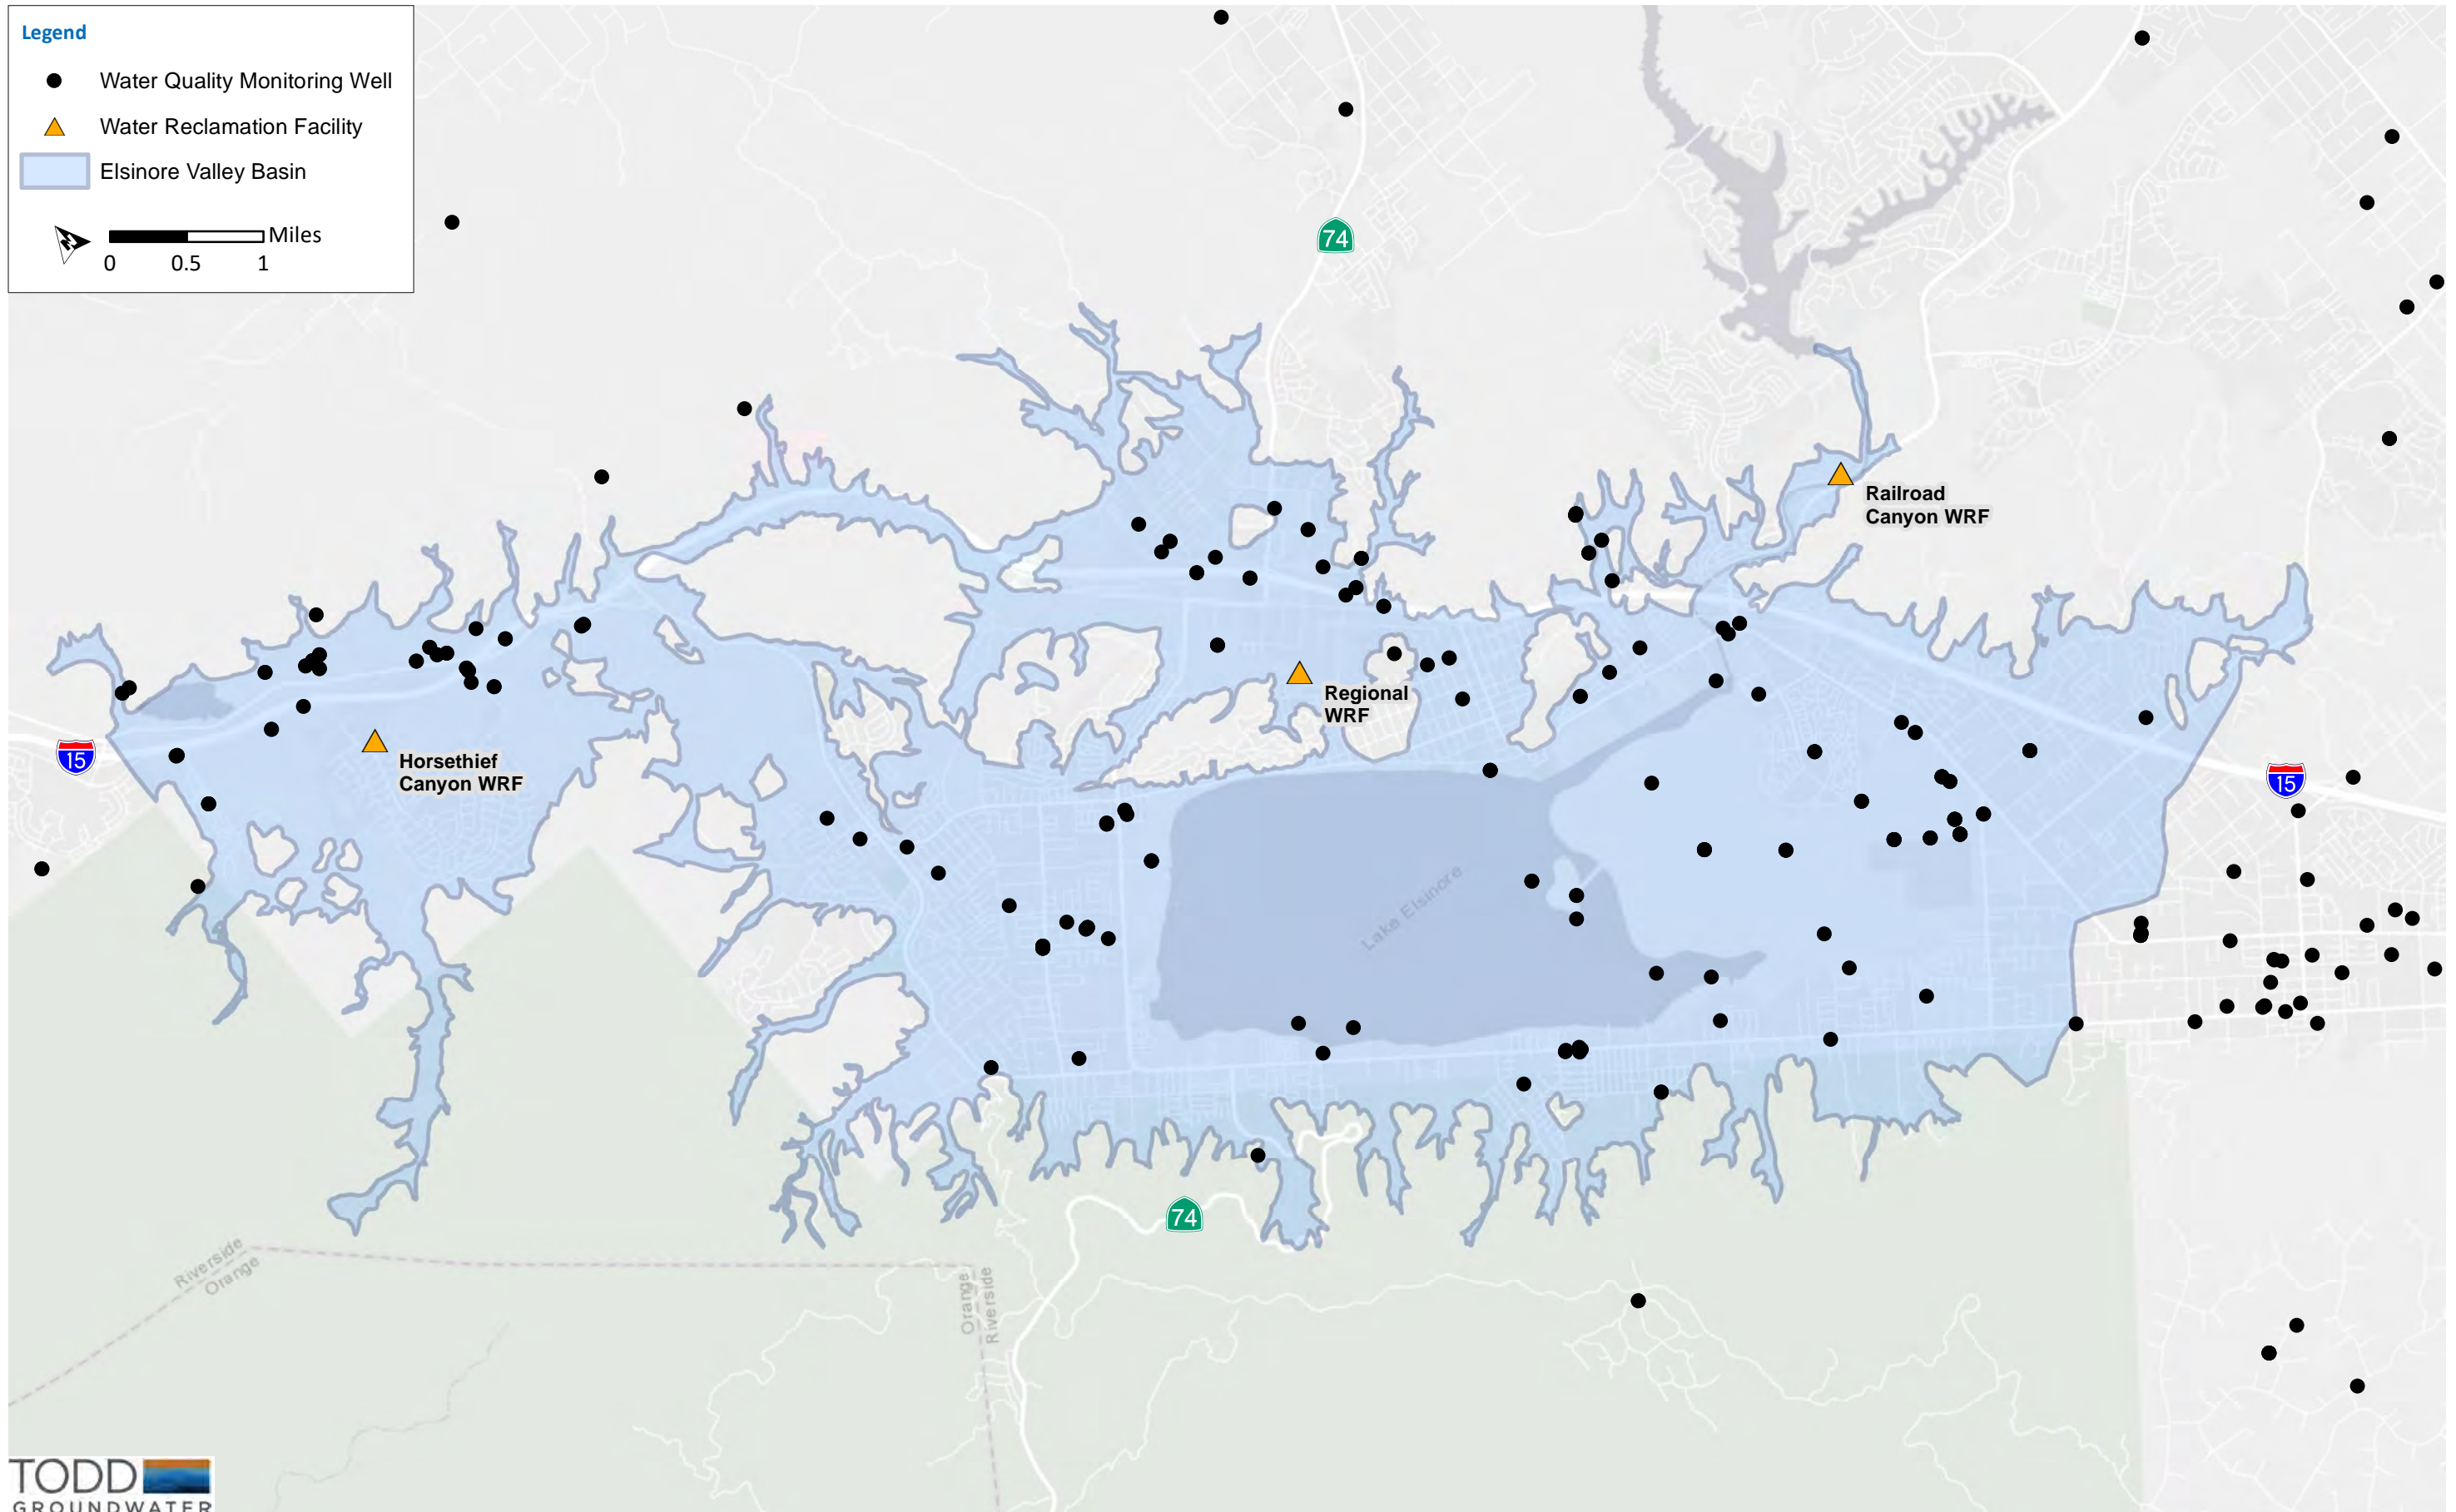 Legend
Water Quality Monitoring Well
Water Reclamation Facility
Elsinore Valley Basin
N
Miles
0 0.5 1
74
Railroad
Canyon WRF
Regional
WRF
15
Horsethief
Canyon WRF
15
Lake Elsinore
74
Riverside
Orange
Orange
Riverside
TODD
GROUNDWATER